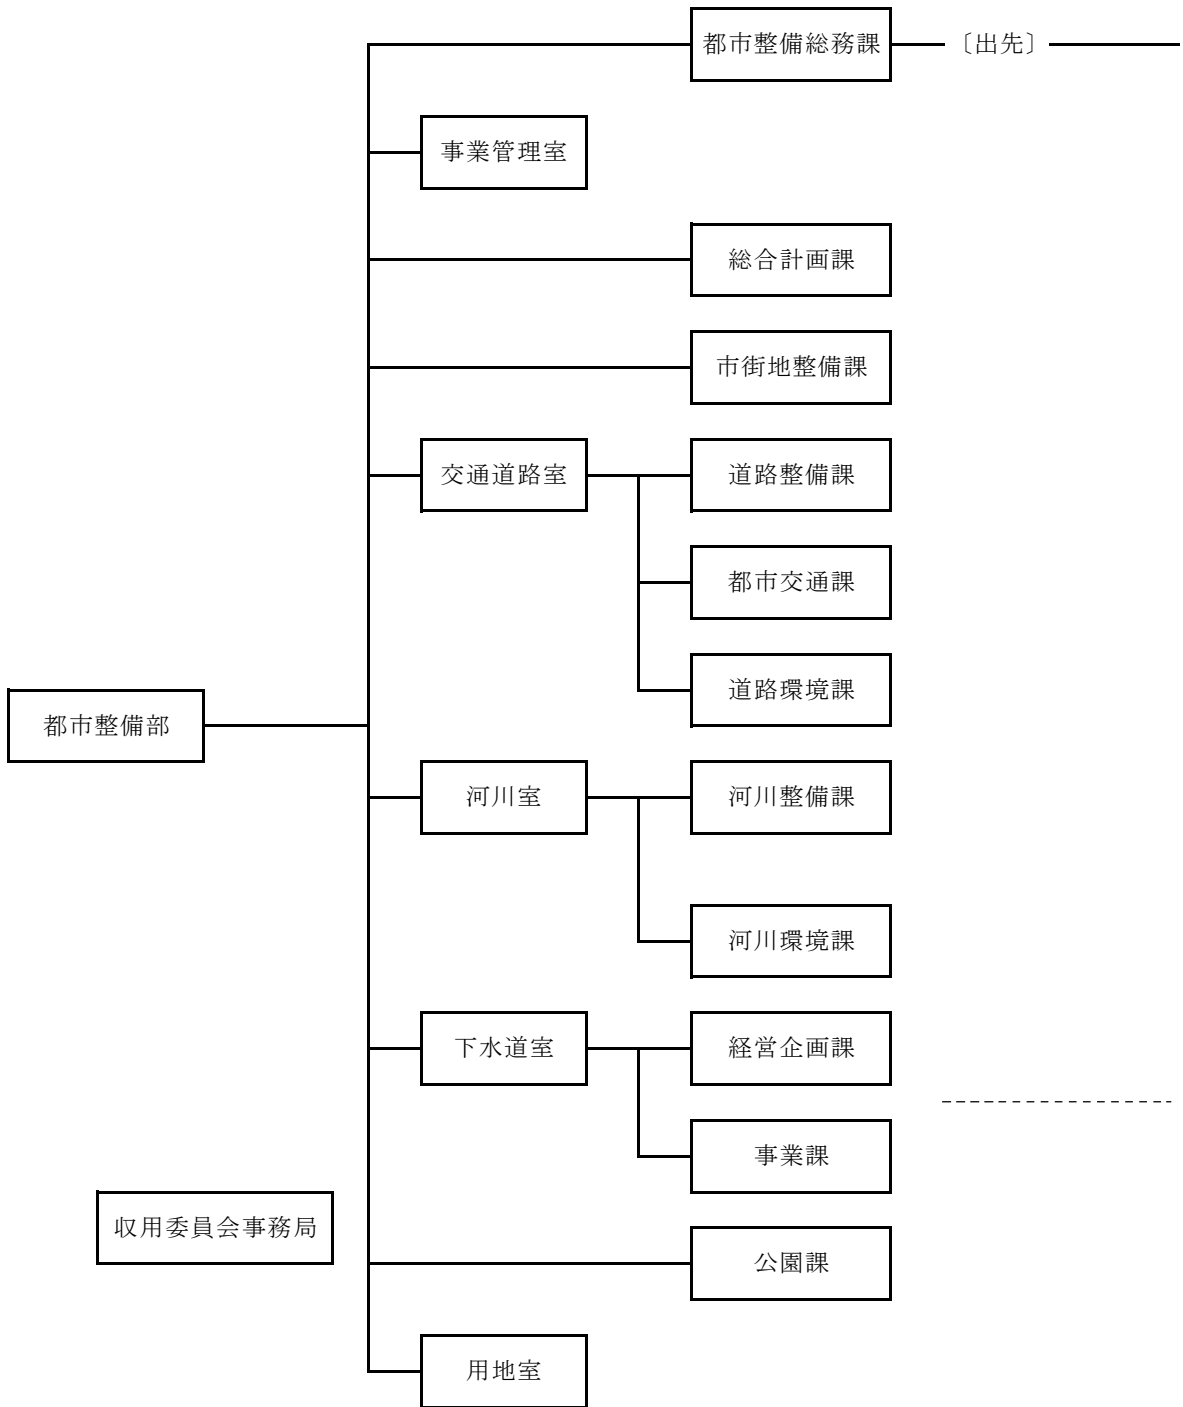 都市整備総務課
〔出先〕
事業管理室
総合計画課
市街地整備課
交通道路室
道路整備課
都市交通課
道路環境課
都市整備部
河川室
河川整備課
河川環境課
下水道室
経営企画課
事業課
収用委員会事務局
公園課
用地室